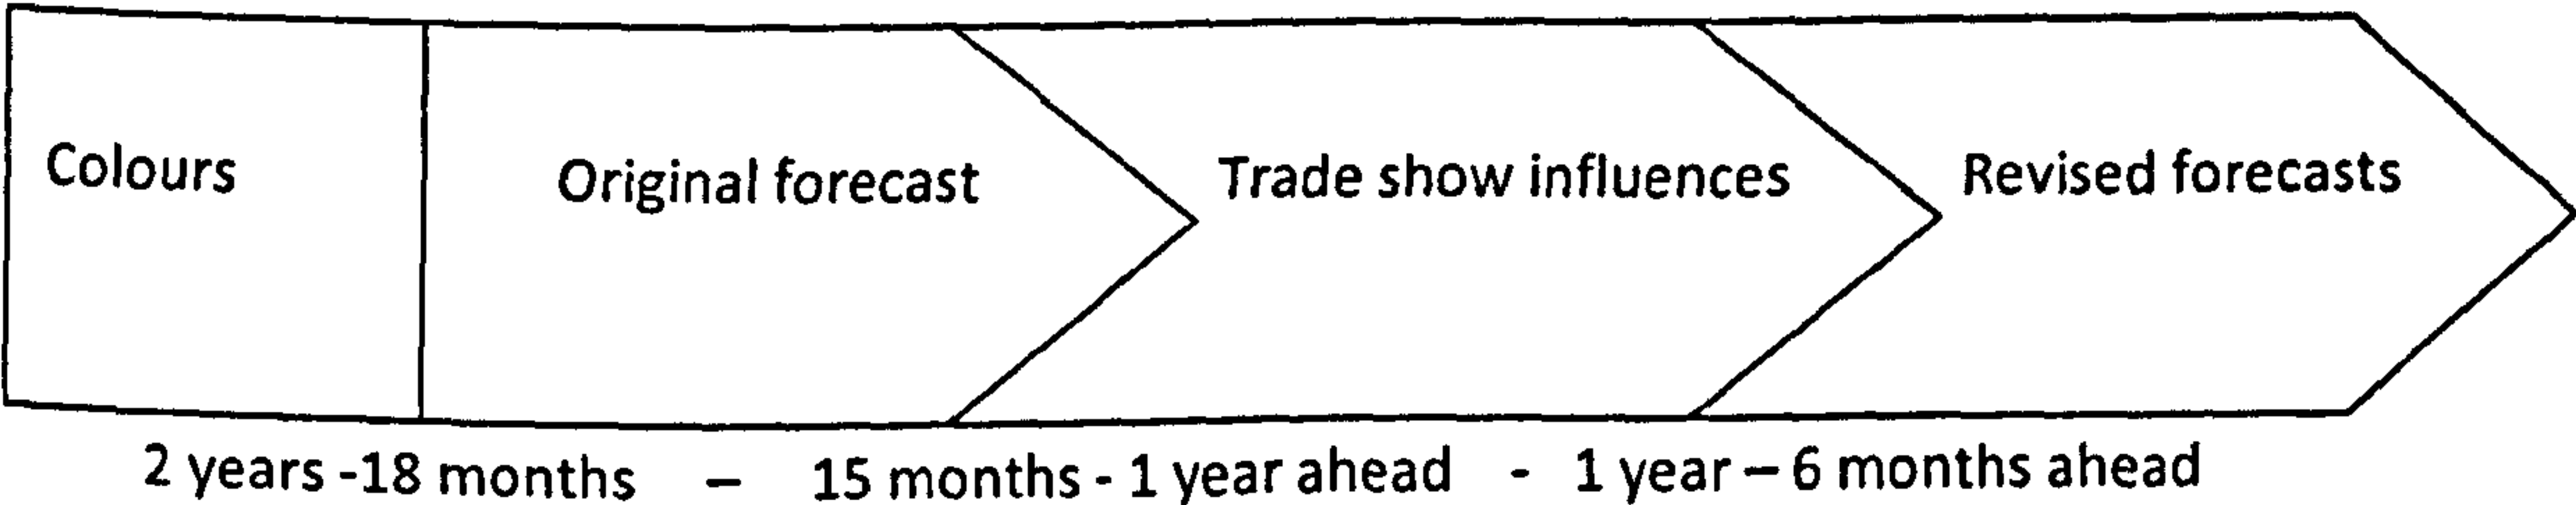 Colours
Original forecast
Trade show influences
Revised forecasts
2 years -18 months – 15 months - 1 year ahead - 1 year – 6 months ahead